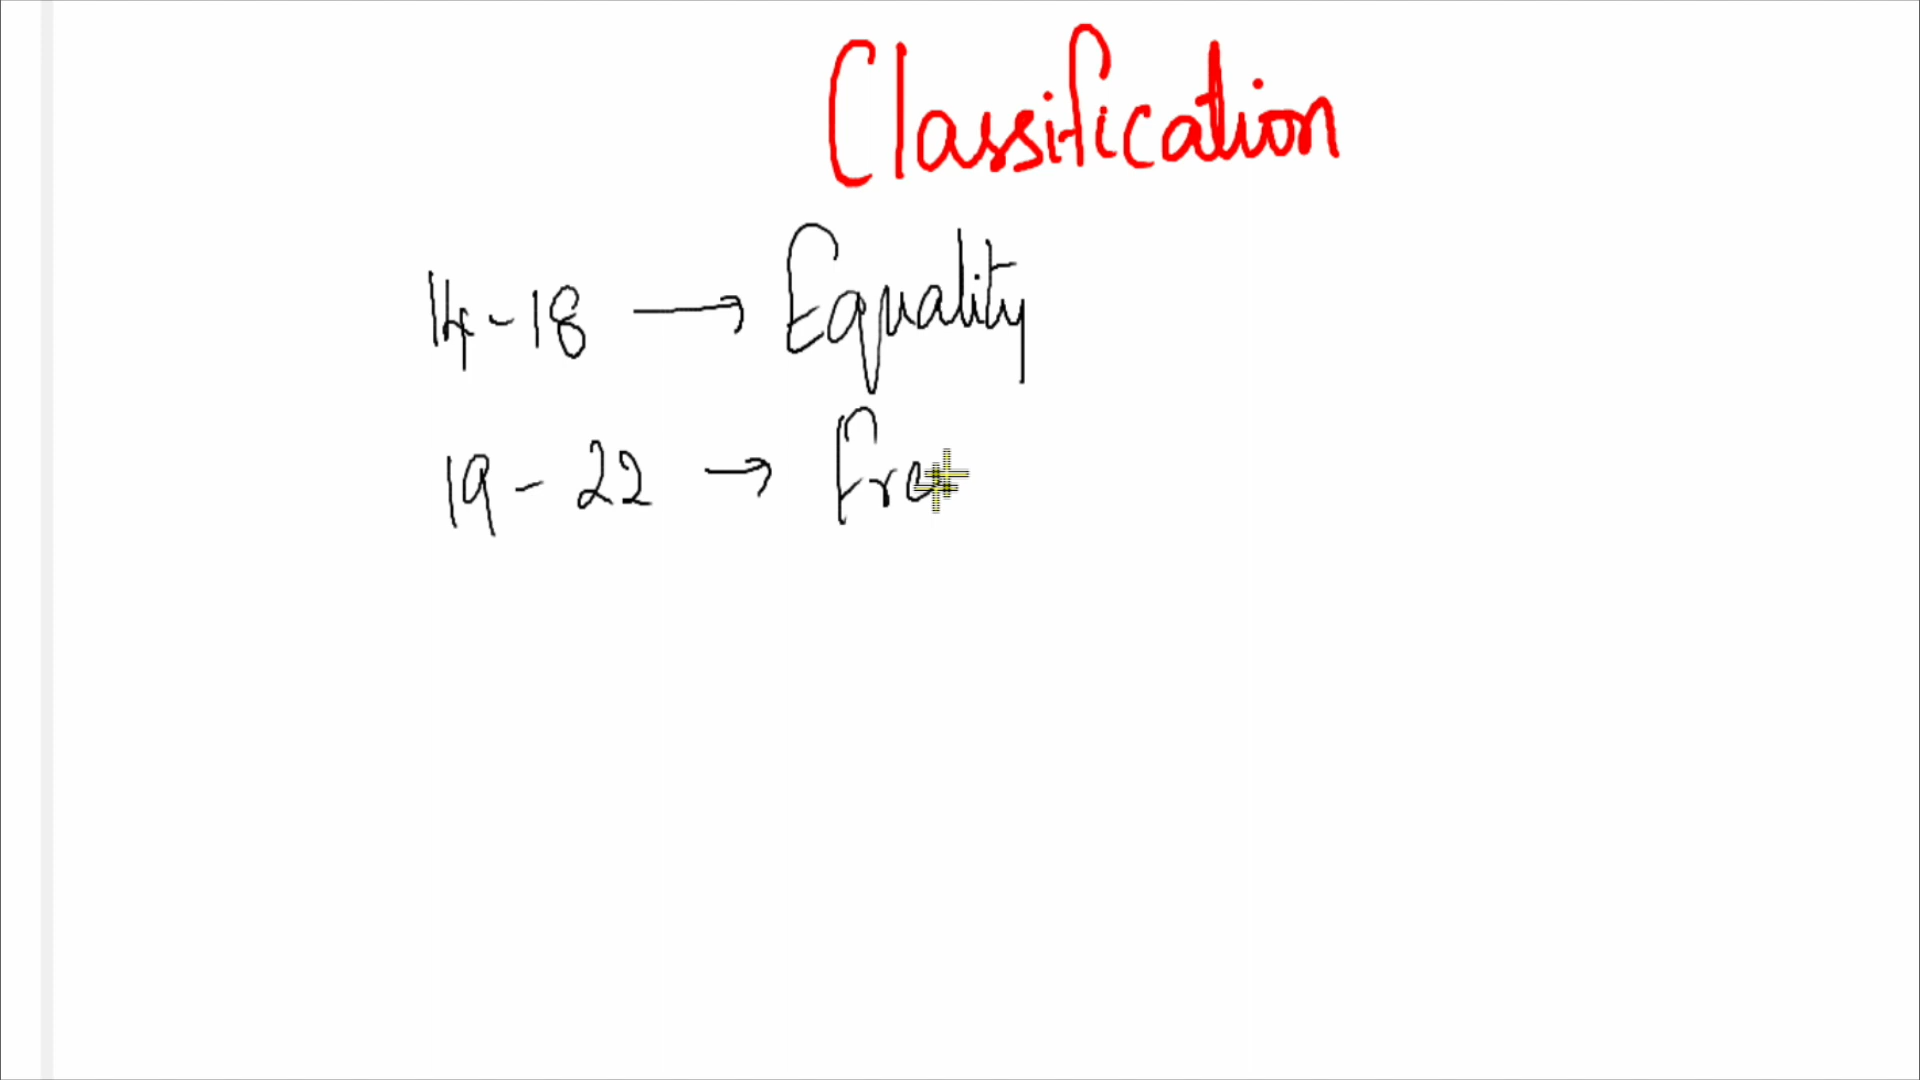 Classification
14-18 → Equality
19-22 → Fre